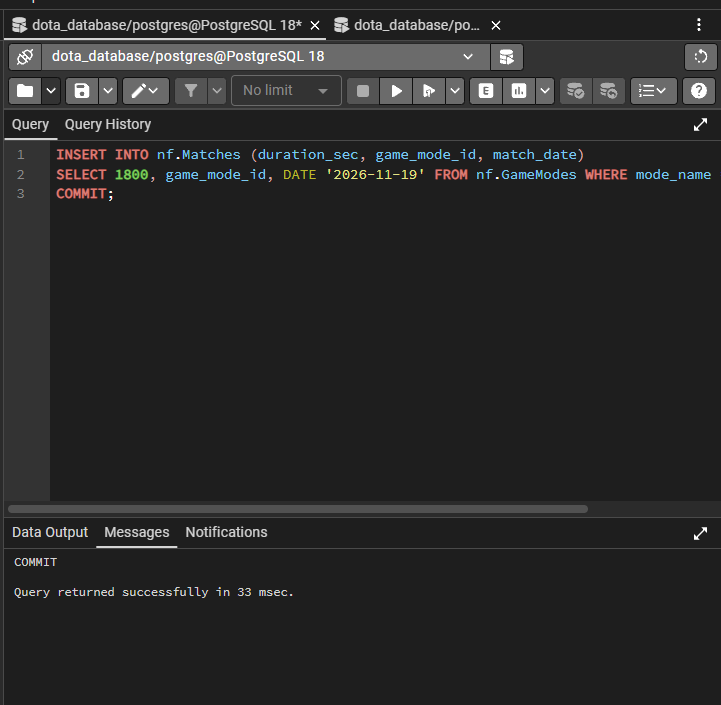 dota_database/postgres@PostgreSQL 18*
dota_database/po...
dota_database/postgres@PostgreSQL 18
No limit
E
Query
Query History
1 INSERT INTO nf.Matches (duration_sec, game_mode_id, match_date)
2 SELECT 1800, game_mode_id, DATE '2026-11-19' FROM nf.GameModes WHERE mode_name
3 COMMIT;
Data Output
Messages
Notifications
COMMIT
Query returned successfully in 33 msec.